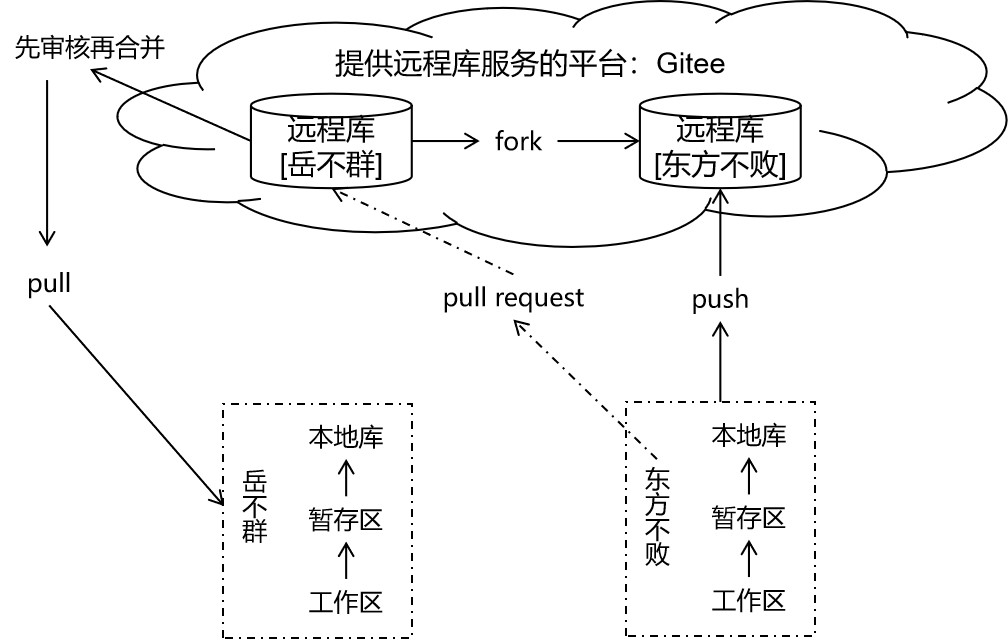 先审核再合并
提供远程库服务的平台：Gitee
远程库
[岳不群]
fork
远程库
[东方不败]
pull
pull request
push
岳不群
本地库
暂存区
工作区
东方不败
本地库
暂存区
工作区